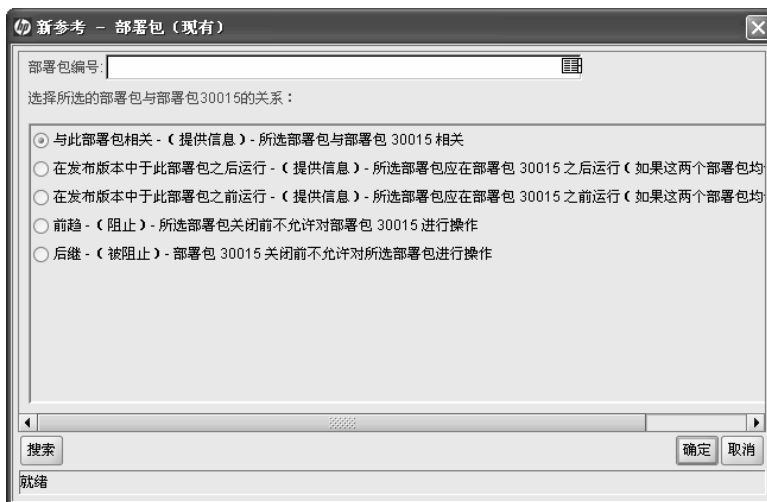 新参考 - 部署包（现有）
部署包编号:
选择所选的部署包与部署包30015的关系：
与此部署包相关 - （提供信息）- 所选部署包与部署包 30015 相关
在发布版本中于此部署包之后运行 - （提供信息）- 所选部署包应在部署包 30015 之后运行（如果这两个部署包均
在发布版本中于此部署包之前运行 - （提供信息）- 所选部署包应在部署包 30015 之前运行（如果这两个部署包均
前趋 - （阻止）- 所选部署包关闭前不允许对部署包 30015 进行操作
后继 - （被阻止）- 部署包 30015 关闭前不允许对所选部署包进行操作
搜索
确定
取消
就绪